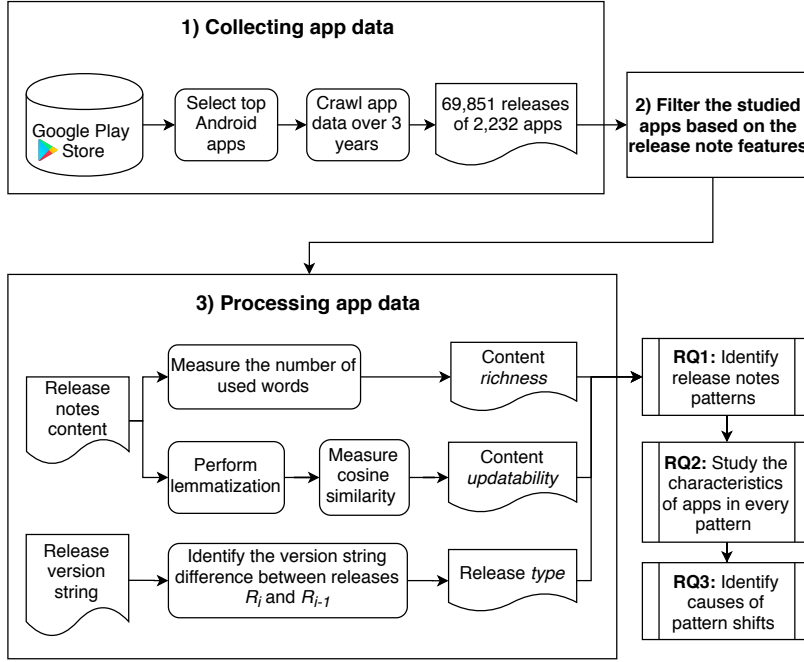 1) Collecting app data
Google Play
Store
Select top
Android
apps
Crawl app
data over 3
years
69,851 releases
of 2,232 apps
2) Filter the studied
apps based on the
release note features
3) Processing app data
Release
notes
content
Measure the number of
used words
Content
richness
Perform
lemmatization
Measure
cosine
similarity
Content
updatability
Release
version
string
Identify the version string
difference between releases
Ri and Ri-1
Release type
RQ1: Identify
release notes
patterns
RQ2: Study the
characteristics
of apps in every
pattern
RQ3: Identify
causes of
pattern shifts